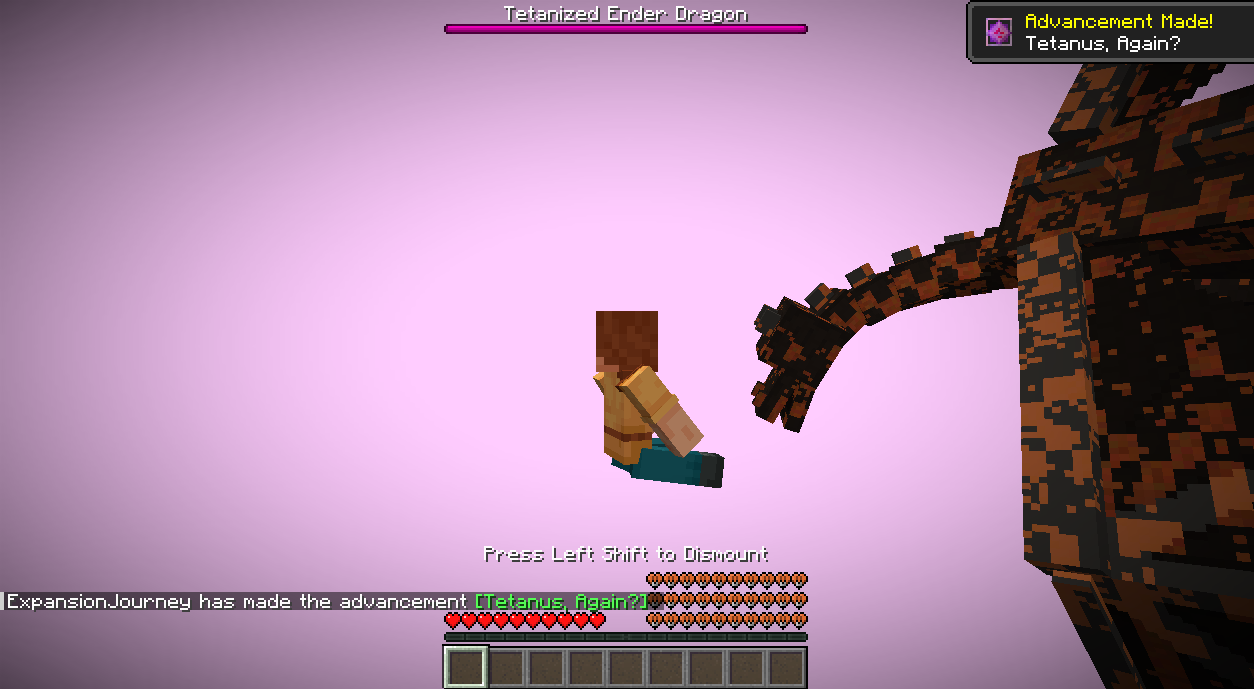 Tetanized Ender Dragon
Advancement Made!
Tetanus, Again?
Press Left Shift to Dismount
ExpansionJourney has made the advancement [Tetanus, Again?]